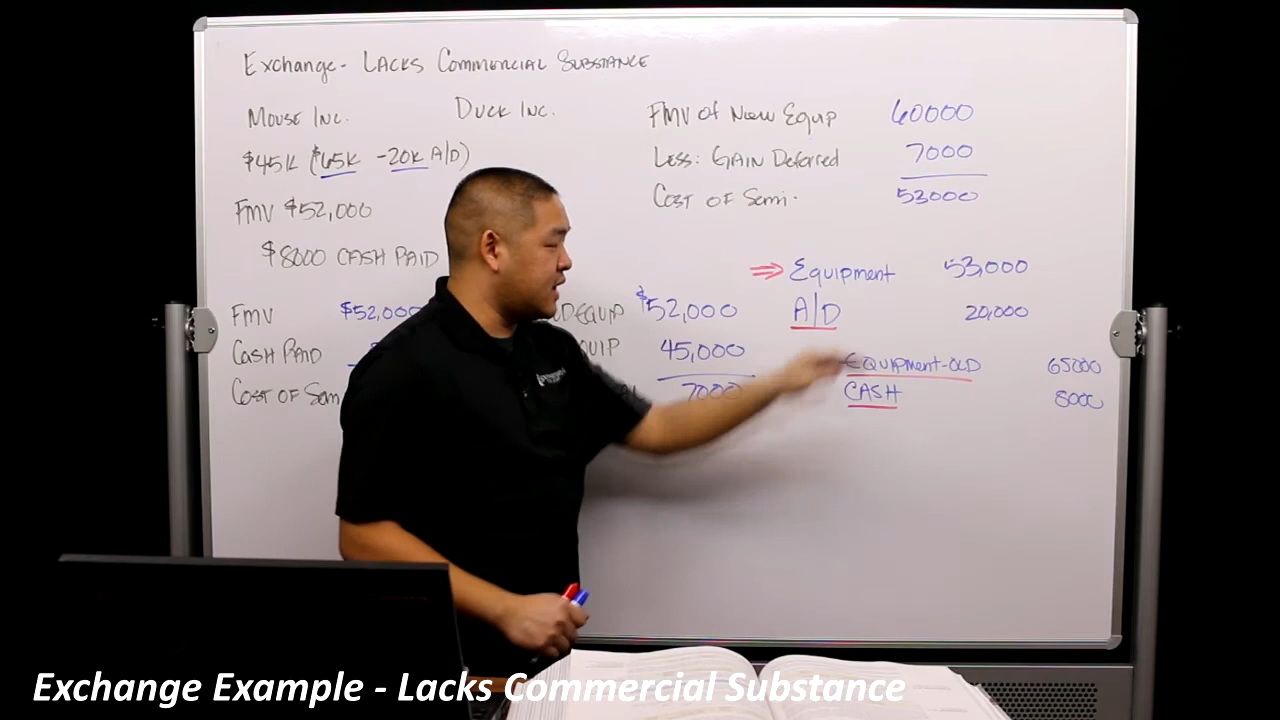 Exchange - Lacks Commercial Substance
Mouse Inc. Duck Inc.
$45K ($65K -20K A/D)
FMV $52,000
$8000 CASH PAID
FMV $52,000
CASH PAID
COST OF Semi
EQUIP $52,000
EQUIP 45,000
7000
FMV of New Equip 60000
Less: GAIN Deferred 7000
COST OF Semi. 53000
⇒ Equipment 53,000
A/D 20,000
EQUIPMENT-OLD 65000
CASH 8000
Exchange Example - Lacks Commercial Substance